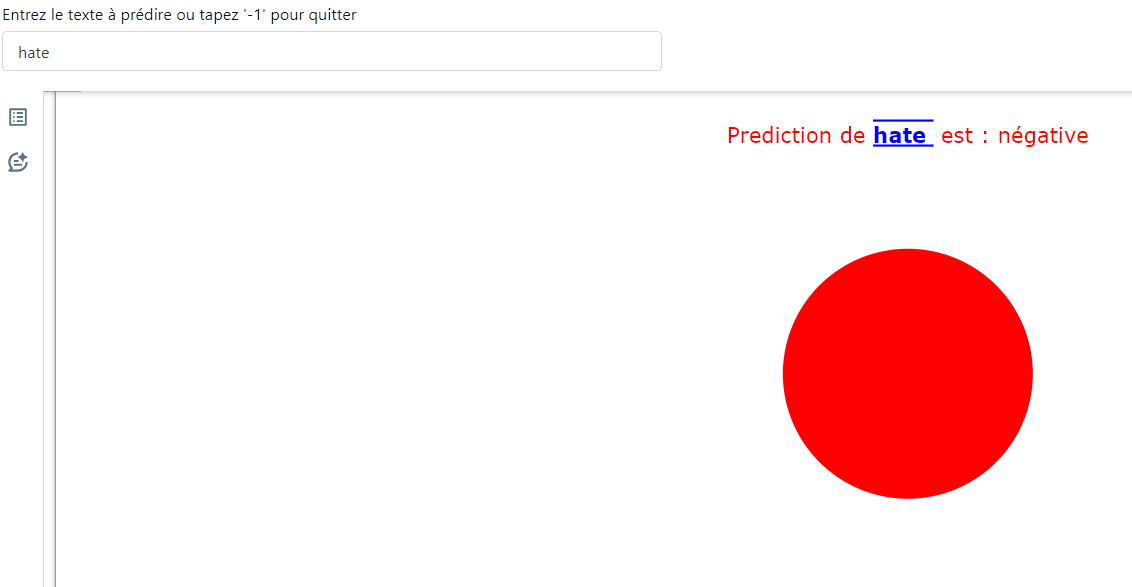 Entrez le texte à prédire ou tapez '-1' pour quitter
hate
Prediction de hate est : négative